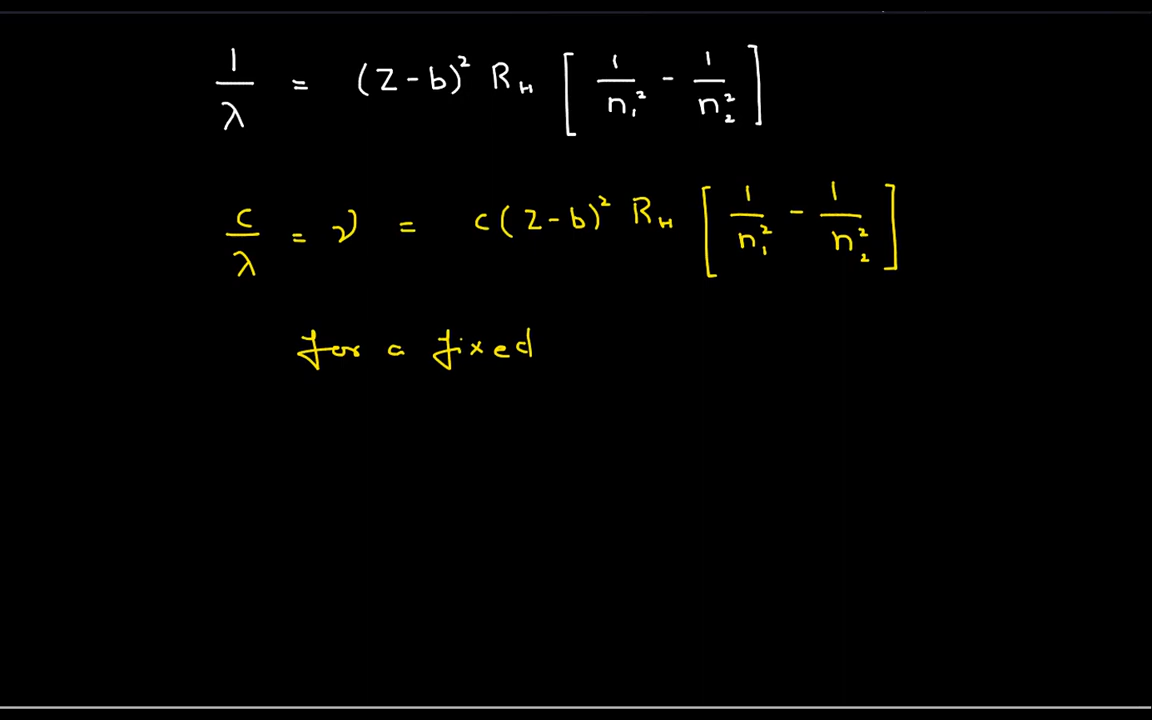 1/λ = (Z-b)² R_H [ 1/n₁² - 1/n₂² ]
c/λ = ν = c(Z-b)² R_H [ 1/n₁² - 1/n₂² ]
for a fixed